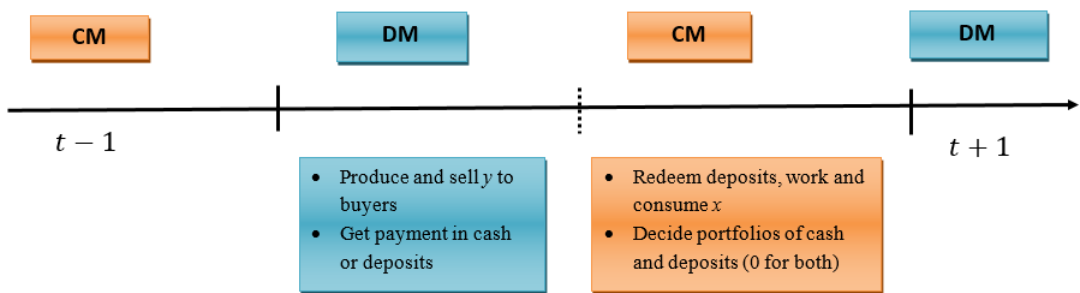 CM
DM
CM
DM
t − 1
t + 1
• Produce and sell y to
buyers
• Get payment in cash
or deposits
• Redeem deposits, work and
consume x
• Decide portfolios of cash
and deposits (0 for both)